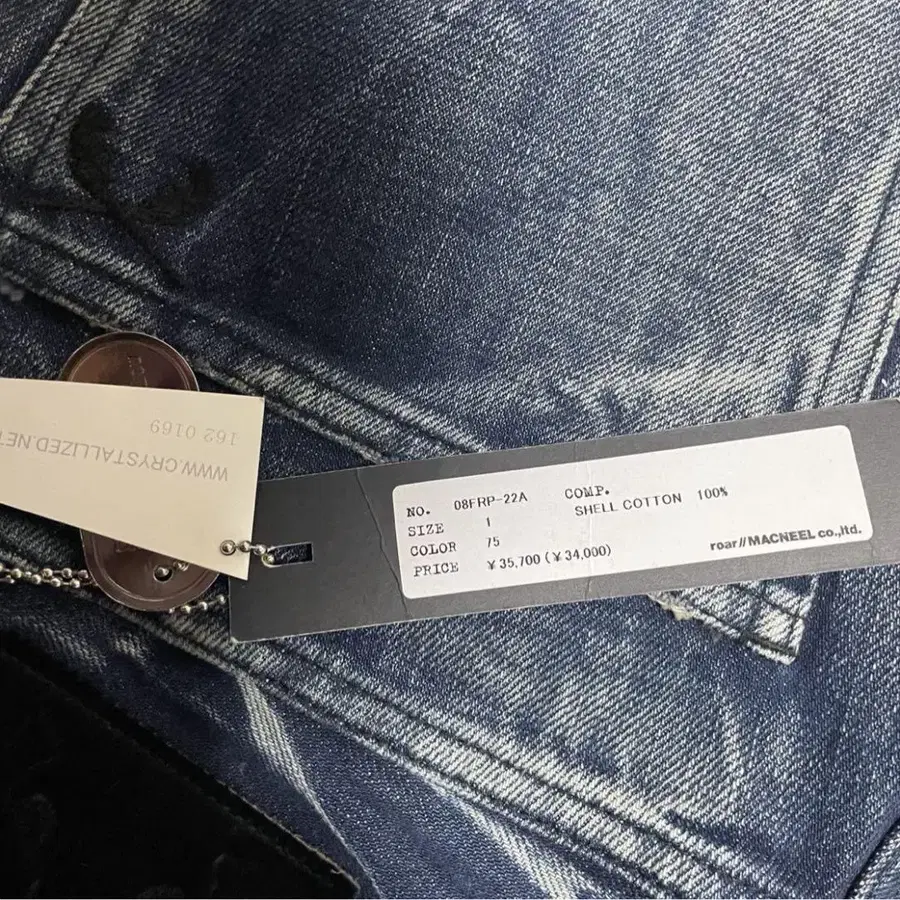 162 0169
WWW.CRYSTALLIZED.NET
NO. 08FRP-22A
SIZE 1
COLOR 75
PRICE ¥35,700 (¥34,000)
COMP.
SHELL COTTON 100%
roar//MACNEEL co.,ltd.